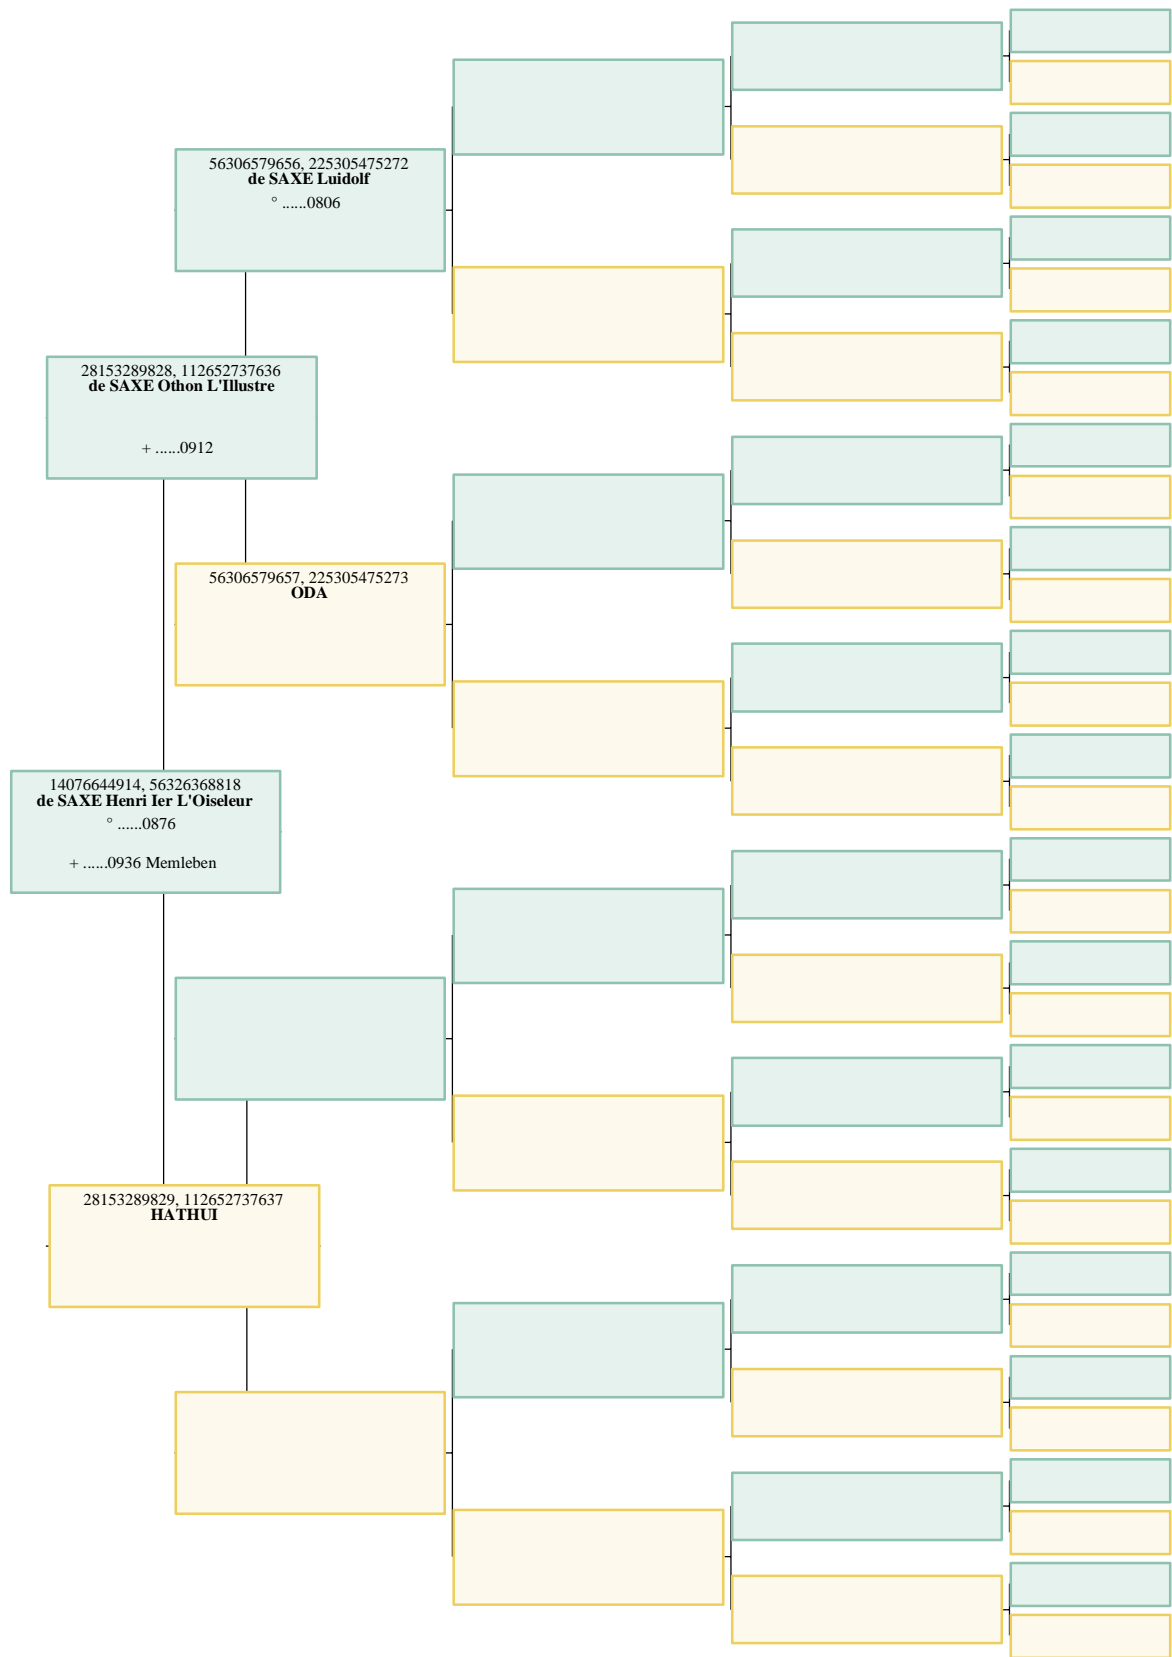 56306579656, 225305475272
de SAXE Luidolf
° ......0806
28153289828, 112652737636
de SAXE Othon L'Illustre
+ ......0912
56306579657, 225305475273
ODA
14076644914, 56326368818
de SAXE Henri Ier L'Oiseleur
° ......0876
+ ......0936 Memleben
28153289829, 112652737637
HATHUI